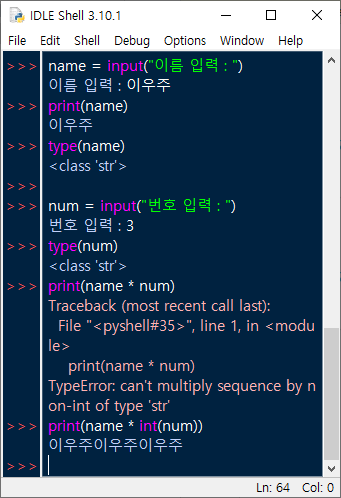 IDLE Shell 3.10.1
File Edit Shell Debug Options Window Help
>>> name = input("이름 입력 : ")
이름 입력 : 이우주
>>> print(name)
이우주
>>> type(name)
<class 'str'>
>>>
>>> num = input("번호 입력 : ")
번호 입력 : 3
>>> type(num)
<class 'str'>
>>> print(name * num)
Traceback (most recent call last):
  File "<pyshell#35>", line 1, in <modu
le>
    print(name * num)
TypeError: can't multiply sequence by n
on-int of type 'str'
>>> print(name * int(num))
이우주이우주이우주
>>>
Ln: 64 Col: 0